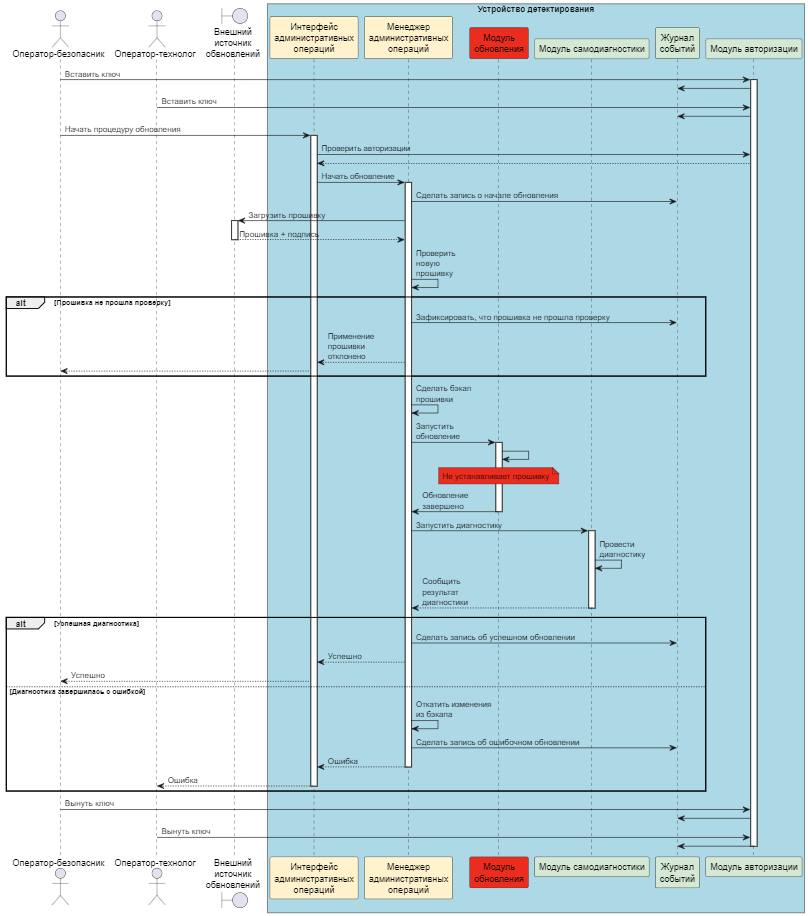 Устройство детектирования
Оператор-безопасник
Оператор-технолог
Внешний
источник
обвновлений
Интерфейс
административных
операций
Менеджер
административных
операций
Модуль
обновления
Модуль самодиагностики
Журнал
событий
Модуль авторизации
Вставить ключ
Вставить ключ
Начать процедуру обновления
Проверить авторизации
Начать обновление
Сделать запись о начале обновления
Загрузить прошивку
Прошивка + подпись
Проверить
новую
прошивку
alt
[Прошивка не прошла проверку]
Зафиксировать, что прошивка не прошла проверку
Применение
прошивки
отклонено
Сделать бэкап
прошивки
Запустить
обновление
Не устанавливает прошивку
Обновление
завершено
Запустить диагностику
Провести
диагностику
Сообщить
результат
диагностики
alt
[Успешная диагностика]
Сделать запись об успешном обновлении
Успешно
Успешно
[Диагностика завершилась с ошибкой]
Откатить изменения
из бэкапа
Сделать запись об ошибочном обновлении
Ошибка
Ошибка
Вынуть ключ
Вынуть ключ
Оператор-безопасник
Оператор-технолог
Внешний
источник
обвновлений
Интерфейс
административных
операций
Менеджер
административных
операций
Модуль
обновления
Модуль самодиагностики
Журнал
событий
Модуль авторизации